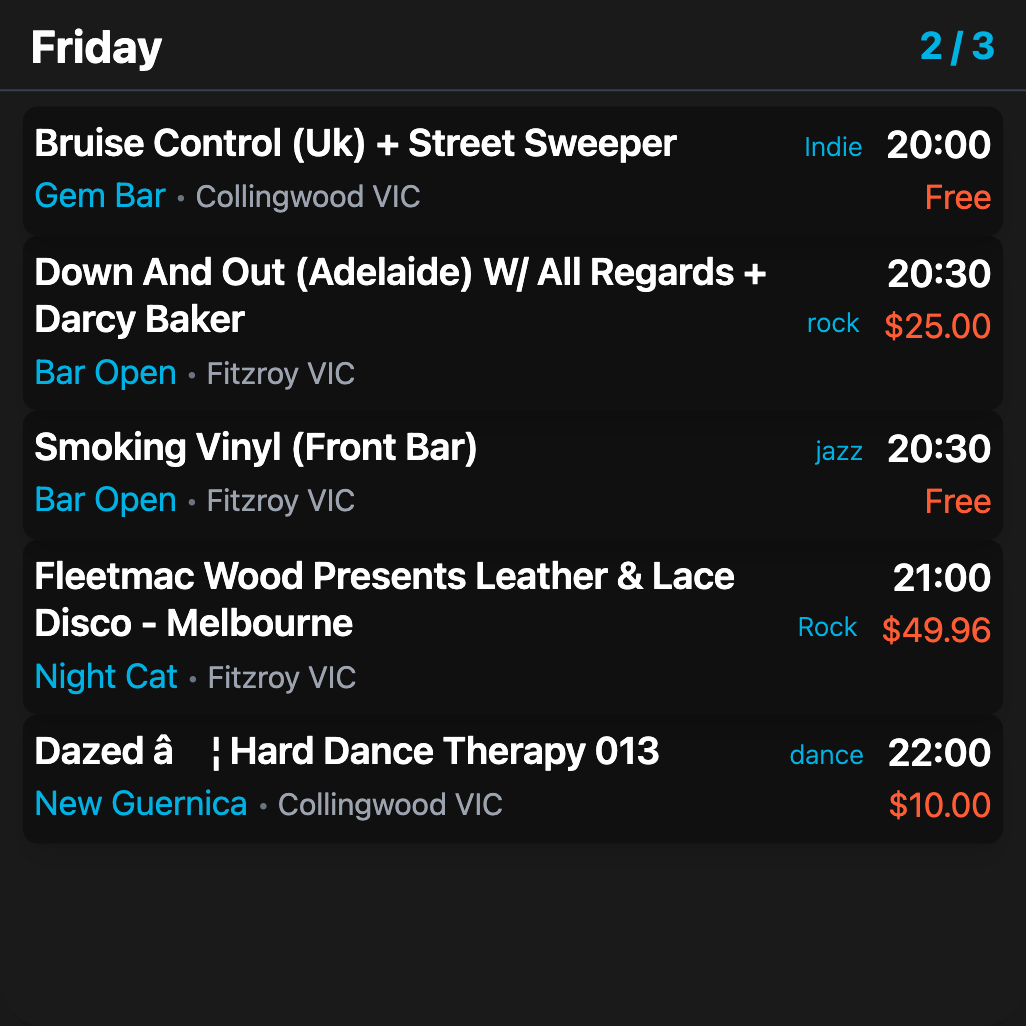 Friday 2 / 3
Bruise Control (Uk) + Street Sweeper Indie 20:00
Gem Bar • Collingwood VIC Free
Down And Out (Adelaide) W/ All Regards + 20:30
Darcy Baker rock $25.00
Bar Open • Fitzroy VIC
Smoking Vinyl (Front Bar) jazz 20:30
Bar Open • Fitzroy VIC Free
Fleetmac Wood Presents Leather & Lace 21:00
Disco - Melbourne Rock $49.96
Night Cat • Fitzroy VIC
Dazed â ¦ Hard Dance Therapy 013 dance 22:00
New Guernica • Collingwood VIC $10.00